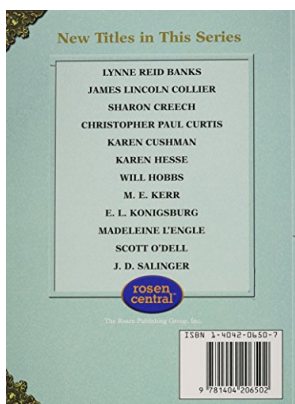 New Titles in This Series
LYNNE REID BANKS
JAMES LINCOLN COLLIER
SHARON CREECH
CHRISTOPHER PAUL CURTIS
KAREN CUSHMAN
KAREN HESSE
WILL HOBBS
M. E. KERR
E. L. KONIGSBURG
MADELEINE L'ENGLE
SCOTT O'DELL
J. D. SALINGER
rosen
central™
The Rosen Publishing Group, Inc.
ISBN 1-4042-0650-7
9 781404 206502